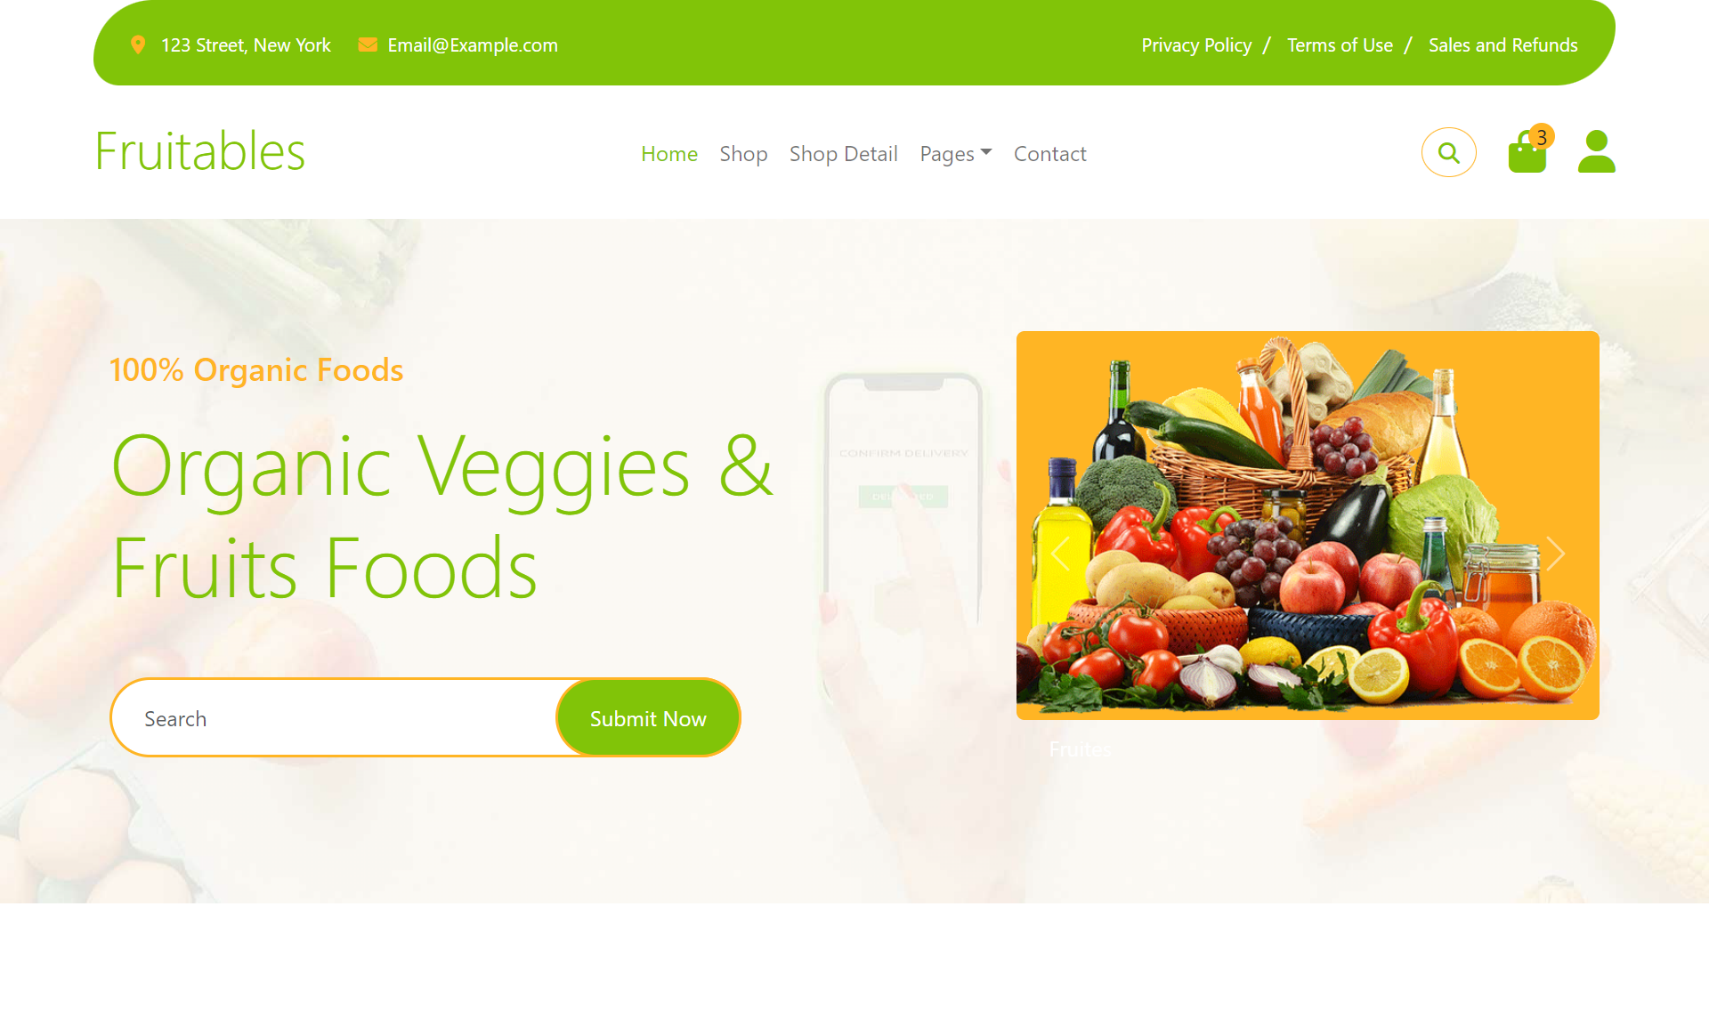 123 Street, New York Email@Example.com Privacy Policy / Terms of Use / Sales and Refunds
Fruitables Home Shop Shop Detail Pages Contact 3
100% Organic Foods
Organic Veggies &
Fruits Foods
CONFIRM DELIVERY
Search Submit Now
Fruites